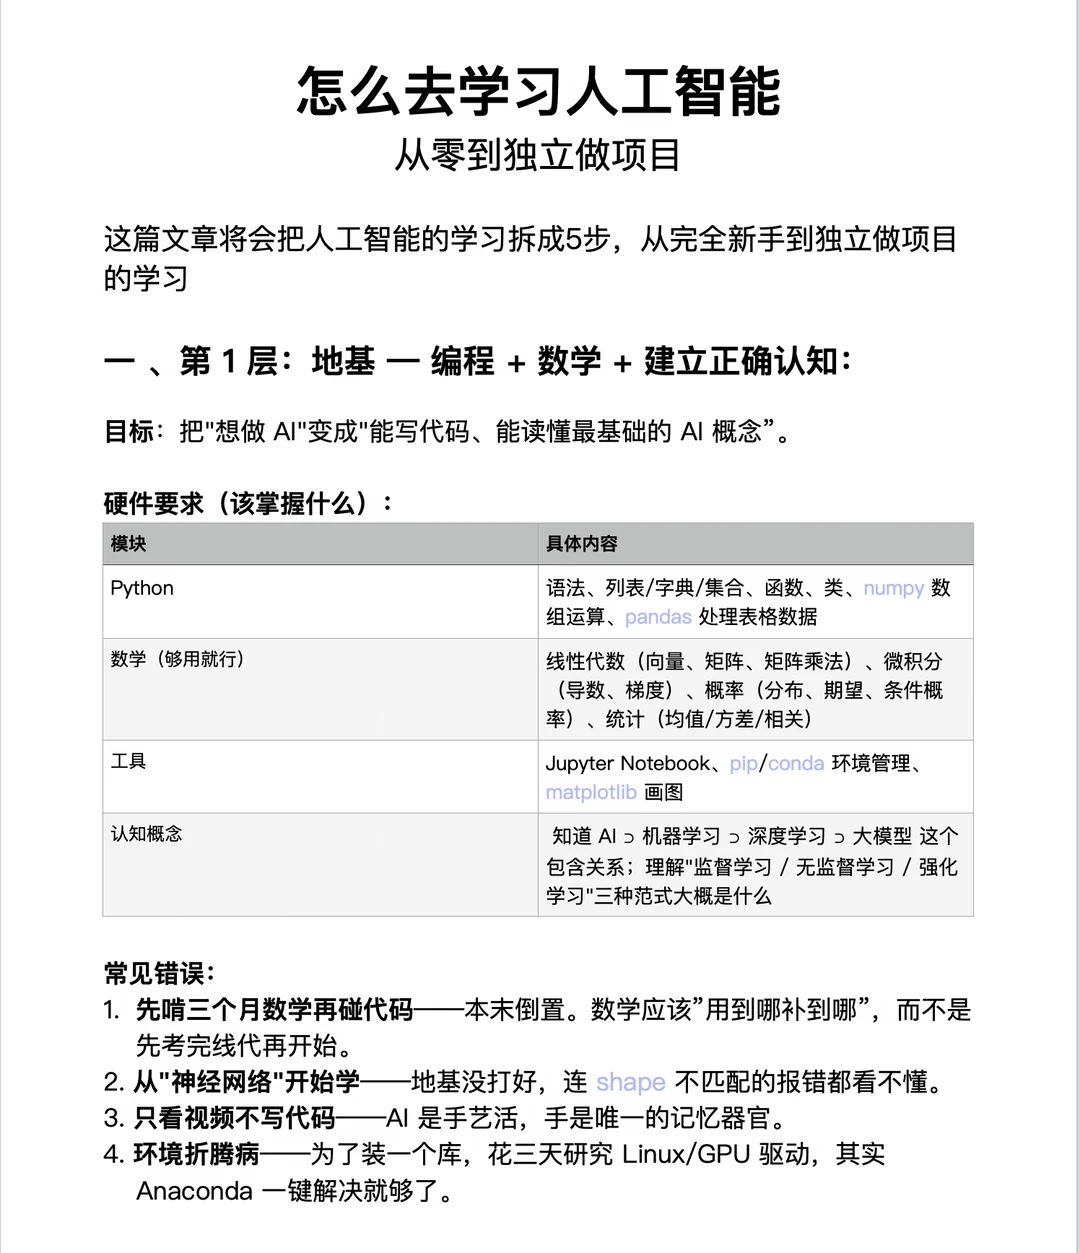 怎么去学习人工智能
从零到独立做项目
这篇文章将会把人工智能的学习拆成5步，从完全新手到独立做项目
的学习
一 、第 1 层：地基 — 编程 + 数学 + 建立正确认知：
目标：把"想做 AI"变成"能写代码、能读懂最基础的 AI 概念”。
硬件要求（该掌握什么）：
模块
具体内容
Python
语法、列表/字典/集合、函数、类、numpy 数
组运算、pandas 处理表格数据
数学（够用就行）
线性代数（向量、矩阵、矩阵乘法）、微积分
（导数、梯度）、概率（分布、期望、条件概
率）、统计（均值/方差/相关）
工具
Jupyter Notebook、pip/conda 环境管理、
matplotlib 画图
认知概念
知道 AI ⊃ 机器学习 ⊃ 深度学习 ⊃ 大模型 这个
包含关系；理解"监督学习 / 无监督学习 / 强化
学习"三种范式大概是什么
常见错误：
1. 先啃三个月数学再碰代码——本末倒置。数学应该”用到哪补到哪”，而不是
先考完线代再开始。
2. 从"神经网络"开始学——地基没打好，连 shape 不匹配的报错都看不懂。
3. 只看视频不写代码——AI 是手艺活，手是唯一的记忆器官。
4. 环境折腾病——为了装一个库，花三天研究 Linux/GPU 驱动，其实
Anaconda 一键解决就够了。